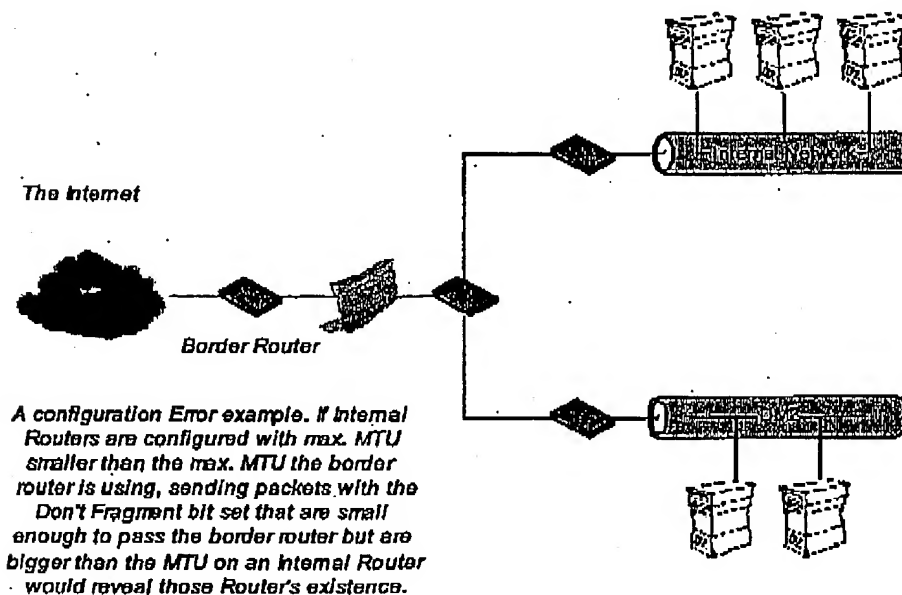 Internal Network
The Internet
Border Router
DMZ
A configuration Error example. If Internal
Routers are configured with max. MTU
smaller than the max. MTU the border
router is using, sending packets with the
Don't Fragment bit set that are small
enough to pass the border router but are
bigger than the MTU on an Internal Router
would reveal those Router's existence.